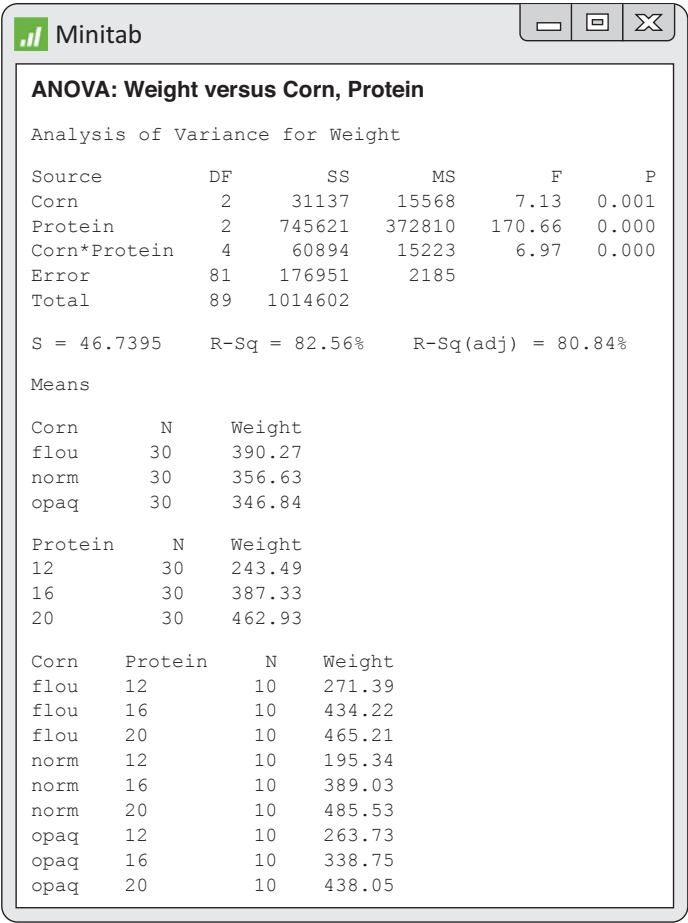 Minitab
ANOVA: Weight versus Corn, Protein
Analysis of Variance for Weight
Source DF SS MS F P
Corn 2 31137 15568 7.13 0.001
Protein 2 745621 372810 170.66 0.000
Corn*Protein 4 60894 15223 6.97 0.000
Error 81 176951 2185
Total 89 1014602
S = 46.7395 R-Sq = 82.56% R-Sq(adj) = 80.84%
Means
Corn N Weight
flou 30 390.27
norm 30 356.63
opaq 30 346.84
Protein N Weight
12 30 243.49
16 30 387.33
20 30 462.93
Corn Protein N Weight
flou 12 10 271.39
flou 16 10 434.22
flou 20 10 465.21
norm 12 10 195.34
norm 16 10 389.03
norm 20 10 485.53
opaq 12 10 263.73
opaq 16 10 338.75
opaq 20 10 438.05